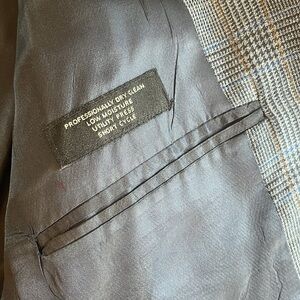 PROFESSIONALLY DRY CLEAN
LOW MOISTURE
UTILITY PRESS
SHORT CYCLE